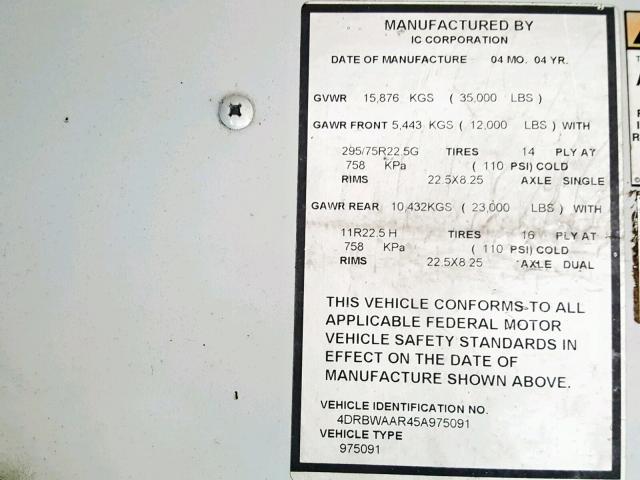 MANUFACTURED BY
IC CORPORATION
DATE OF MANUFACTURE 04 MO. 04 YR.
GVWR 15,876 KGS ( 35,000 LBS )
GAWR FRONT 5,443 KGS ( 12,000 LBS ) WITH
295/75R22.5G TIRES 14 PLY AT
758 KPa ( 110 PSI) COLD
RIMS 22.5X8.25 AXLE SINGLE
GAWR REAR 10,432KGS ( 23,000 LBS ) WITH
11R22.5 H TIRES 16 PLY AT
758 KPa ( 110 PSI) COLD
RIMS 22.5X8.25 AXLE DUAL
THIS VEHICLE CONFORMS TO ALL
APPLICABLE FEDERAL MOTOR
VEHICLE SAFETY STANDARDS IN
EFFECT ON THE DATE OF
MANUFACTURE SHOWN ABOVE.
VEHICLE IDENTIFICATION NO.
4DRBWAAR45A975091
VEHICLE TYPE
975091